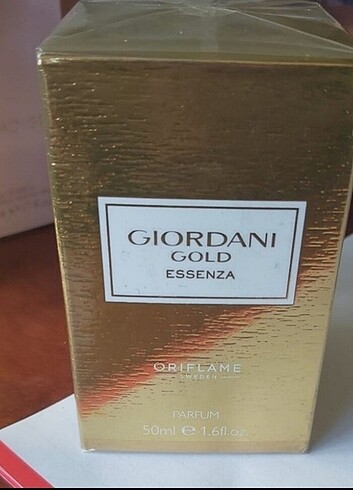 GIORDANI
GOLD
ESSENZA
ORIFLAME
SWEDEN
PARFUM
50ml ℮ 1.6fl.oz.